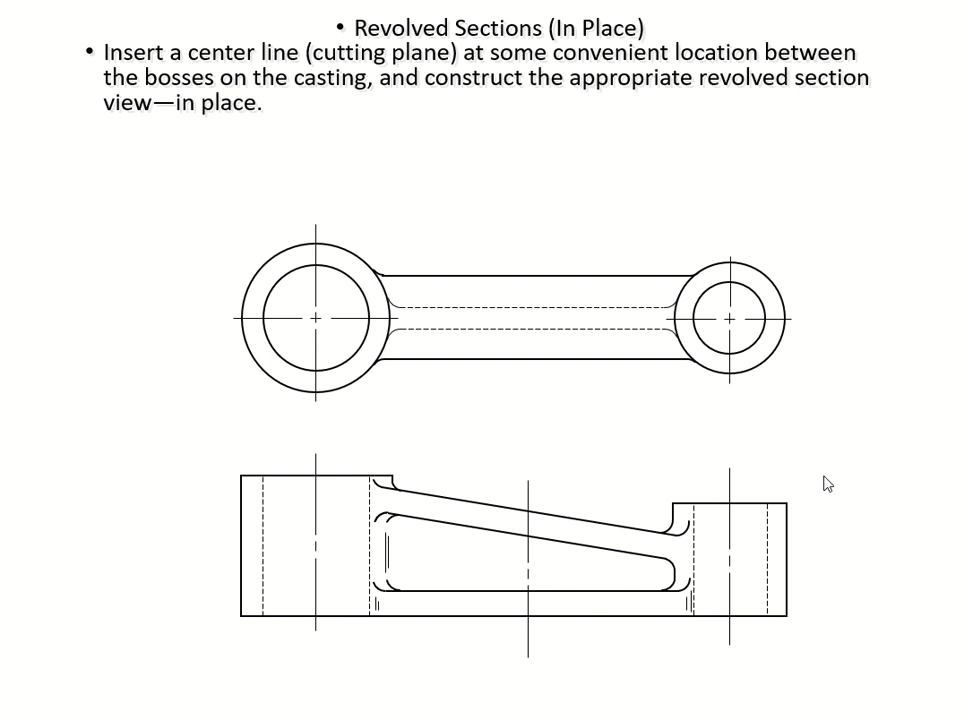 • Revolved Sections (In Place)
• Insert a center line (cutting plane) at some convenient location between
the bosses on the casting, and construct the appropriate revolved section
view—in place.